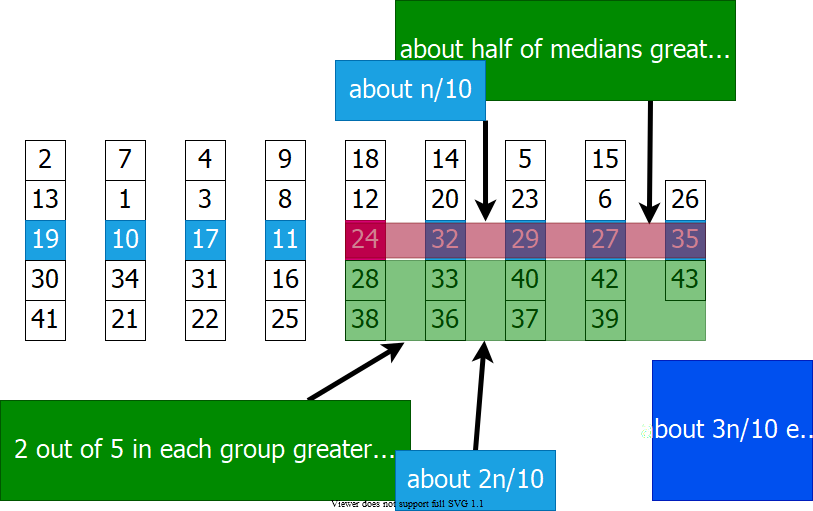 about half of medians great...
about n/10
2 7 4 9 18 14 5 15
13 1 3 8 12 20 23 6 26
19 10 17 11 24 32 29 27 35
30 34 31 16 28 33 40 42 43
41 21 22 25 38 36 37 39
2 out of 5 in each group greater...
about 3n/10 e...
about 2n/10
Viewer does not support full SVG 1.1